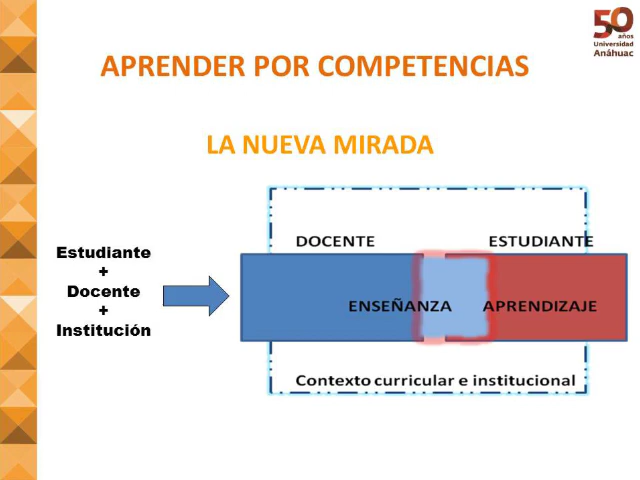 50
años
Universidad
Anáhuac
APRENDER POR COMPETENCIAS
LA NUEVA MIRADA
Estudiante
+
Docente
+
Institución
DOCENTE
ESTUDIANTE
ENSEÑANZA
APRENDIZAJE
Contexto curricular e institucional